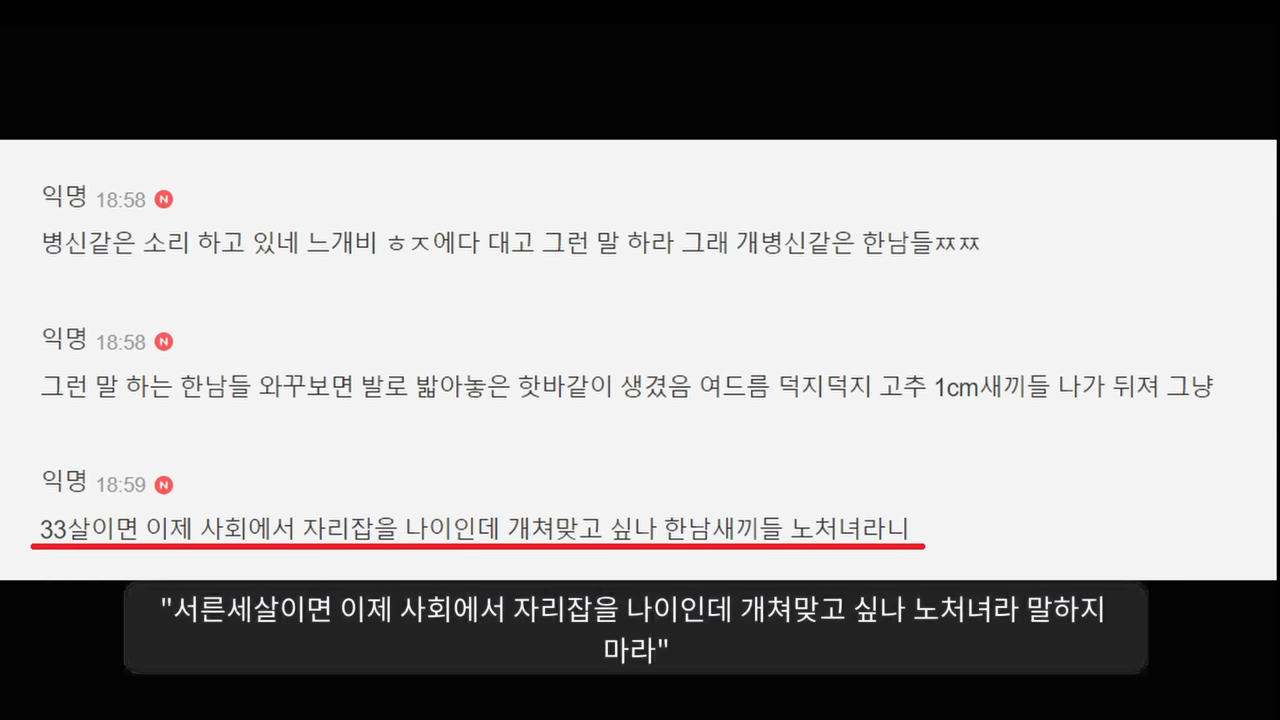 익명 18:58 N
병신같은 소리 하고 있네 느개비 ㅎㅈ에다 대고 그런 말 하라 그래 개병신같은 한남들ㅉㅉ
익명 18:58 N
그런 말 하는 한남들 와꾸보면 발로 밟아놓은 핫바같이 생겼음 여드름 덕지덕지 고추 1cm새끼들 나가 뒤져 그냥
익명 18:59 N
33살이면 이제 사회에서 자리잡을 나이인데 개쳐맞고 싶나 한남새끼들 노처녀라니
"서른세살이면 이제 사회에서 자리잡을 나이인데 개쳐맞고 싶나 노처녀라 말하지
마라"